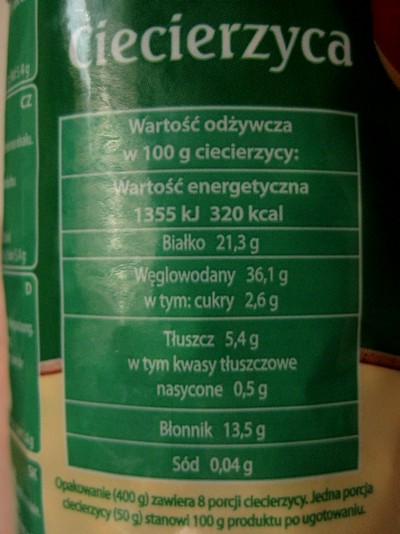 Ciecierzyca
Wartość odżywcza
w 100 g ciecierzycy:
Wartość energetyczna
1355 kJ 320 kcal
Białko 21,3 g
Węglowodany 36,1 g
w tym: cukry 2,6 g
Tłuszcz 5,4 g
w tym kwasy tłuszczowe
nasycone 0,5 g
Błonnik 13,5 g
Sód 0,04 g
Opakowanie (400 g) zawiera 8 porcji ciecierzycy. Jedna porcja
ciecierzycy (50 g) stanowi 100 g produktu po ugotowaniu.
CZ
D
SK